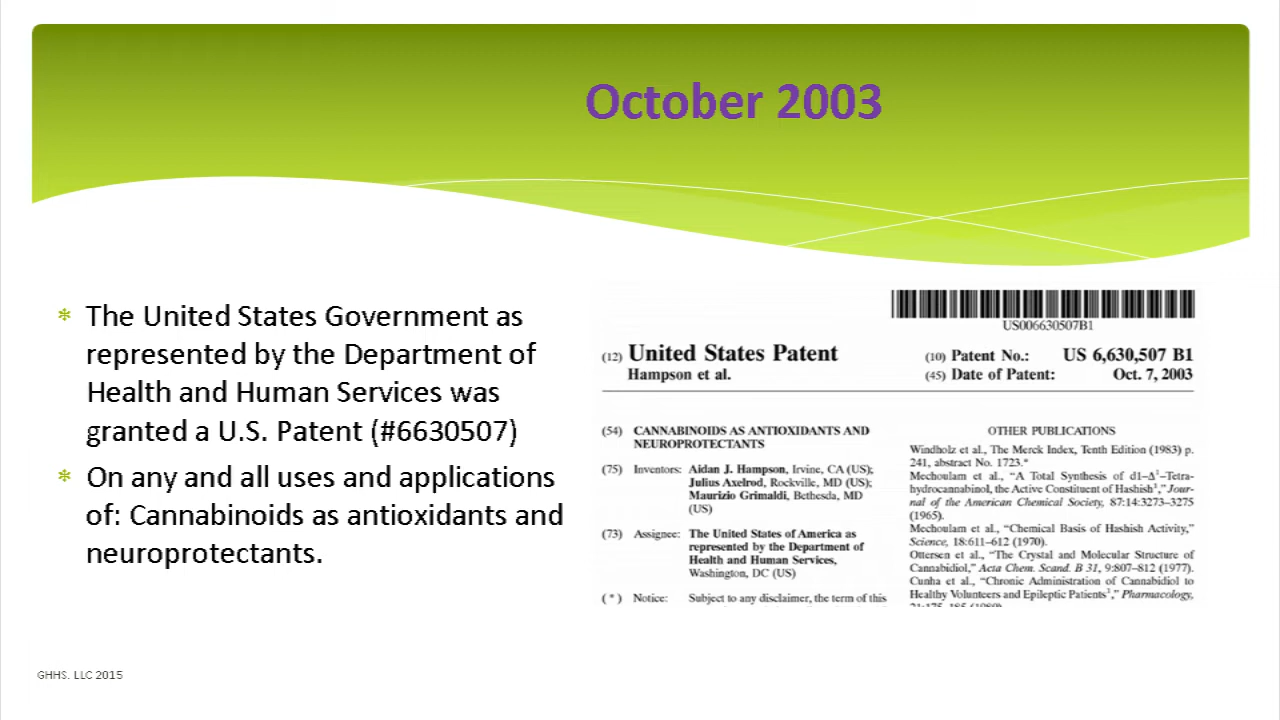 October 2003
* The United States Government as
represented by the Department of
Health and Human Services was
granted a U.S. Patent (#6630507)
* On any and all uses and applications
of: Cannabinoids as antioxidants and
neuroprotectants.
US006630507B1
(12) United States Patent
Hampson et al.
(10) Patent No.: US 6,630,507 B1
(45) Date of Patent: Oct. 7, 2003
(54) CANNABINOIDS AS ANTIOXIDANTS AND
NEUROPROTECTANTS
(75) Inventors: Aidan J. Hampson, Irvine, CA (US);
Julius Axelrod, Rockville, MD (US);
Maurizio Grimaldi, Bethesda, MD
(US)
(73) Assignee: The United States of America as
represented by the Department of
Health and Human Services,
Washington, DC (US)
( * ) Notice: Subject to any disclaimer, the term of this
OTHER PUBLICATIONS
Windholz et al., The Merck Index, Tenth Edition (1983) p.
241, abstract No. 1723.*
Mechoulam et al., “A Total Synthesis of d1–Δ¹–Tetra-
hydrocannabinol, the Active Constituent of Hashish¹,” Jour-
nal of the American Chemical Society, 87:14:3273–3275
(1965).
Mechoulam et al., “Chemical Basis of Hashish Activity,”
Science, 18:611–612 (1970).
Ottersen et al., “The Crystal and Molecular Structure of
Cannabidiol,” Acta Chem. Scand. B 31, 9:807–812 (1977).
Cunha et al., “Chronic Administration of Cannabidiol to
Healthy Volunteers and Epileptic Patients¹,” Pharmacology,
GHHS. LLC 2015